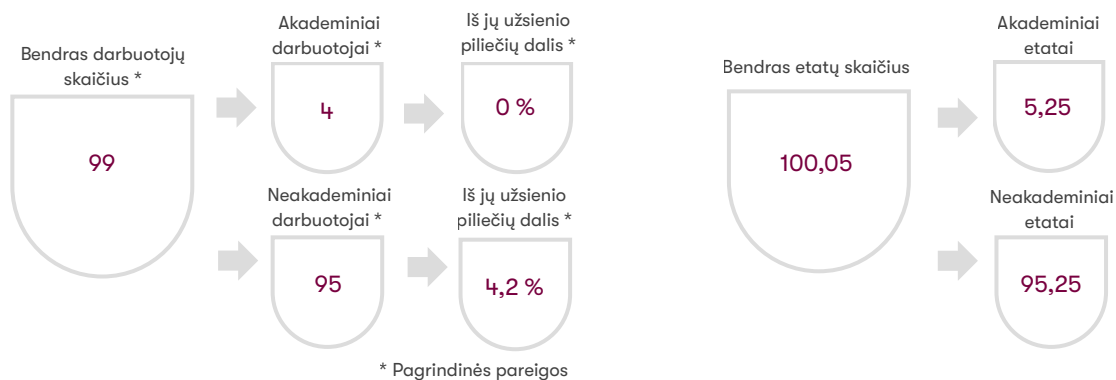 Bendras darbuotojų
skaičius *
99
Akademiniai
darbuotojai *
4
Iš jų užsienio
piliečių dalis *
0 %
Neakademiniai
darbuotojai *
95
Iš jų užsienio
piliečių dalis *
4,2 %
* Pagrindinės pareigos
Bendras etatų skaičius
100,05
Akademiniai
etatai
5,25
Neakademiniai
etatai
95,25